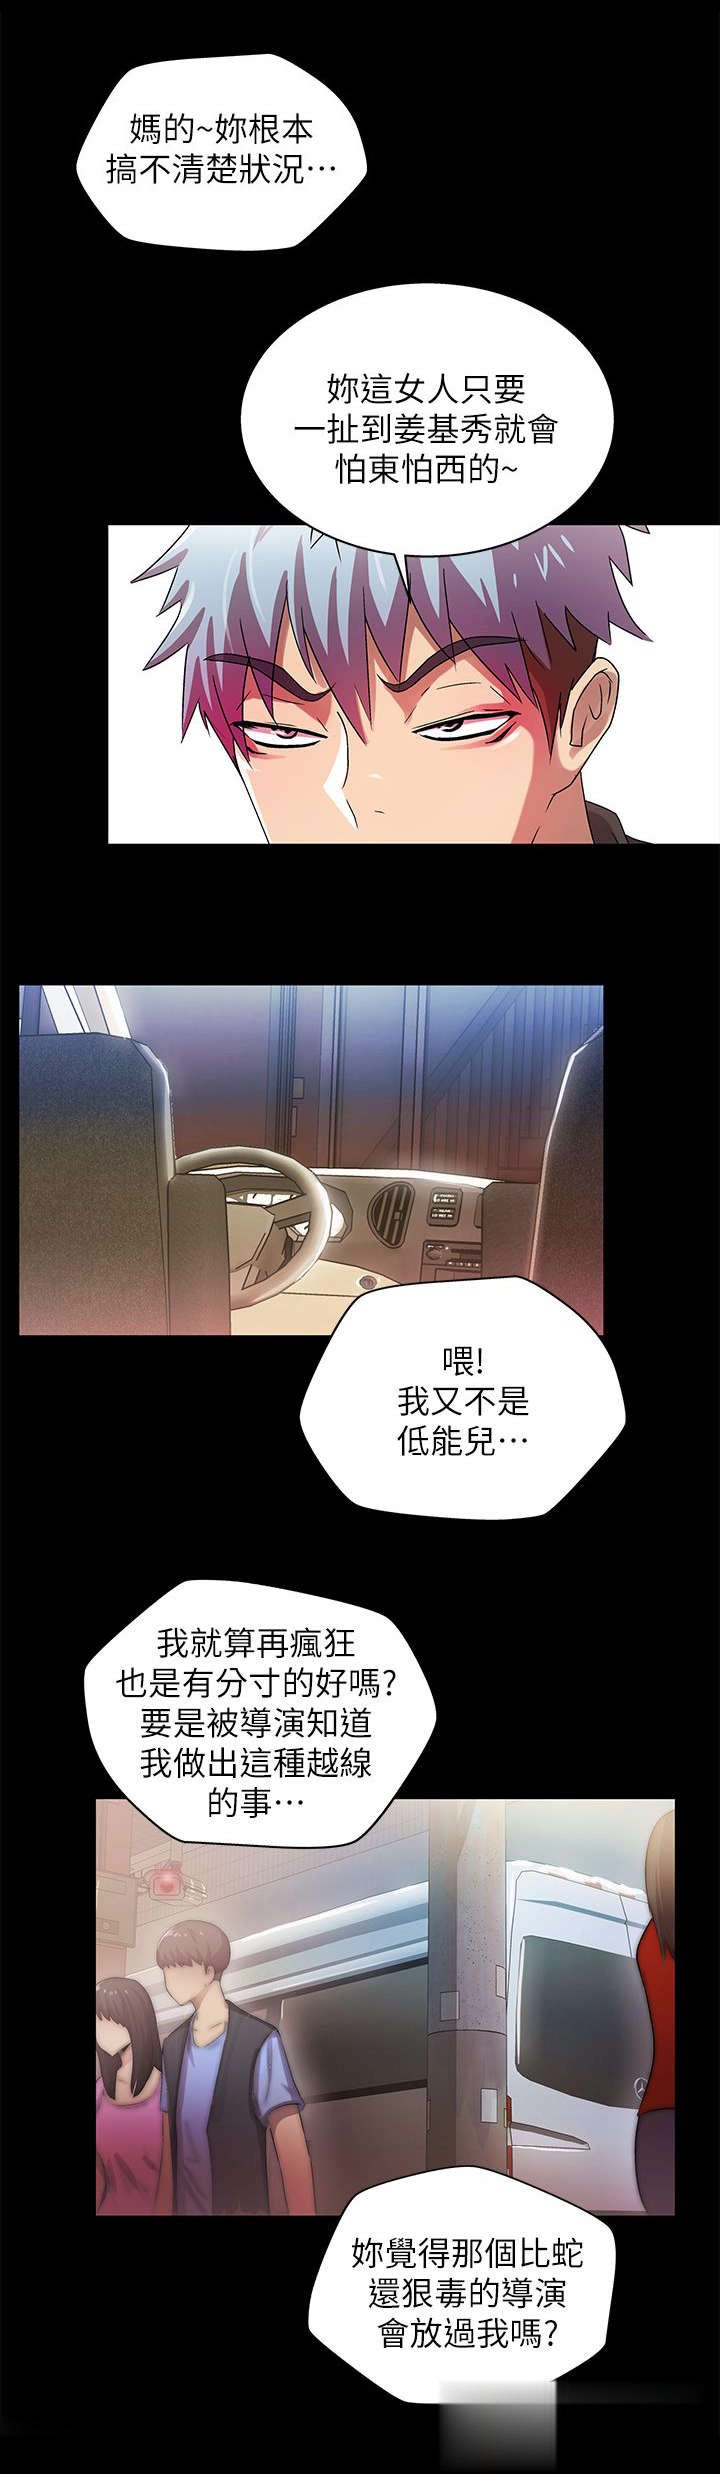 媽的~妳根本
搞不清楚狀況⋯
妳這女人只要
一扯到姜基秀就會
怕東怕西的~
喂!
我又不是
低能兒⋯
我就算再瘋狂
也是有分寸的好嗎?
要是被導演知道
我做出這種越線
的事⋯
妳覺得那個比蛇
還狠毒的導演
會放過我嗎?